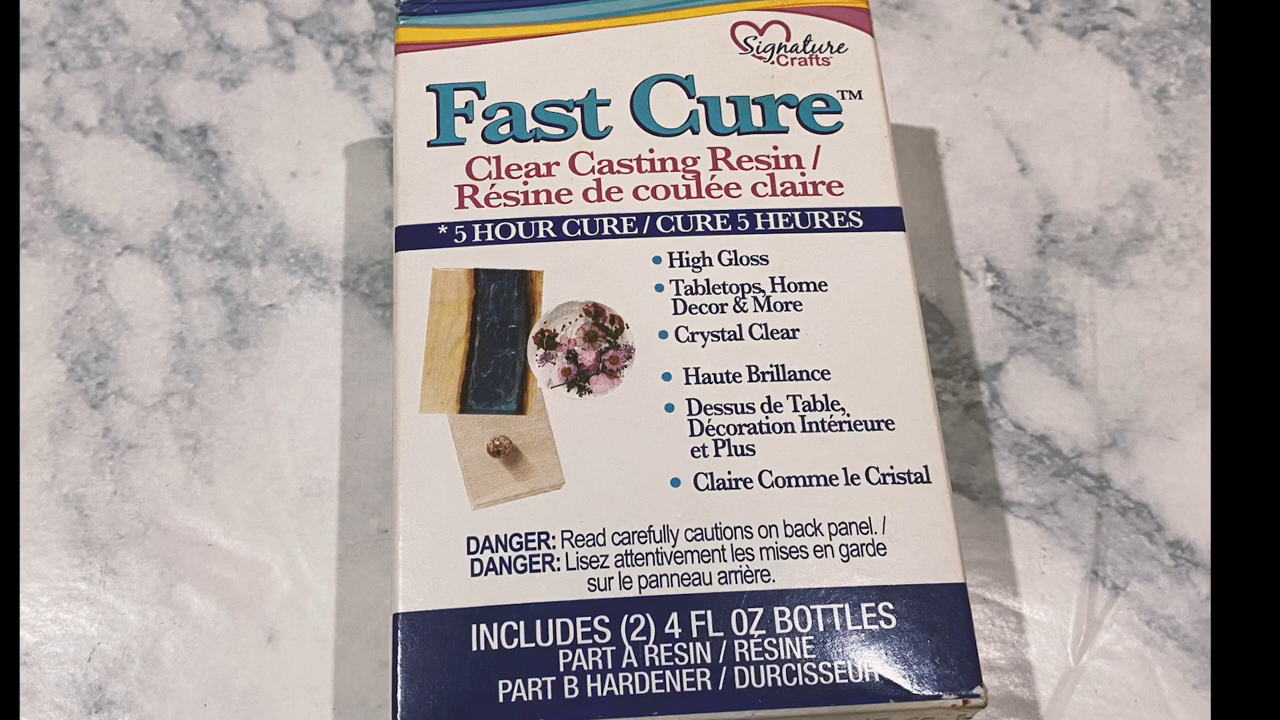 Signature
Crafts
Fast Cure™
Clear Casting Resin /
Résine de coulée claire
* 5 HOUR CURE / CURE 5 HEURES
• High Gloss
• Tabletops, Home
Decor & More
• Crystal Clear
• Haute Brillance
• Dessus de Table,
Décoration Intérieure
et Plus
• Claire Comme le Cristal
DANGER: Read carefully cautions on back panel. /
DANGER: Lisez attentivement les mises en garde
sur le panneau arrière.
INCLUDES (2) 4 FL OZ BOTTLES
PART A RESIN / RÉSINE
PART B HARDENER / DURCISSEUR